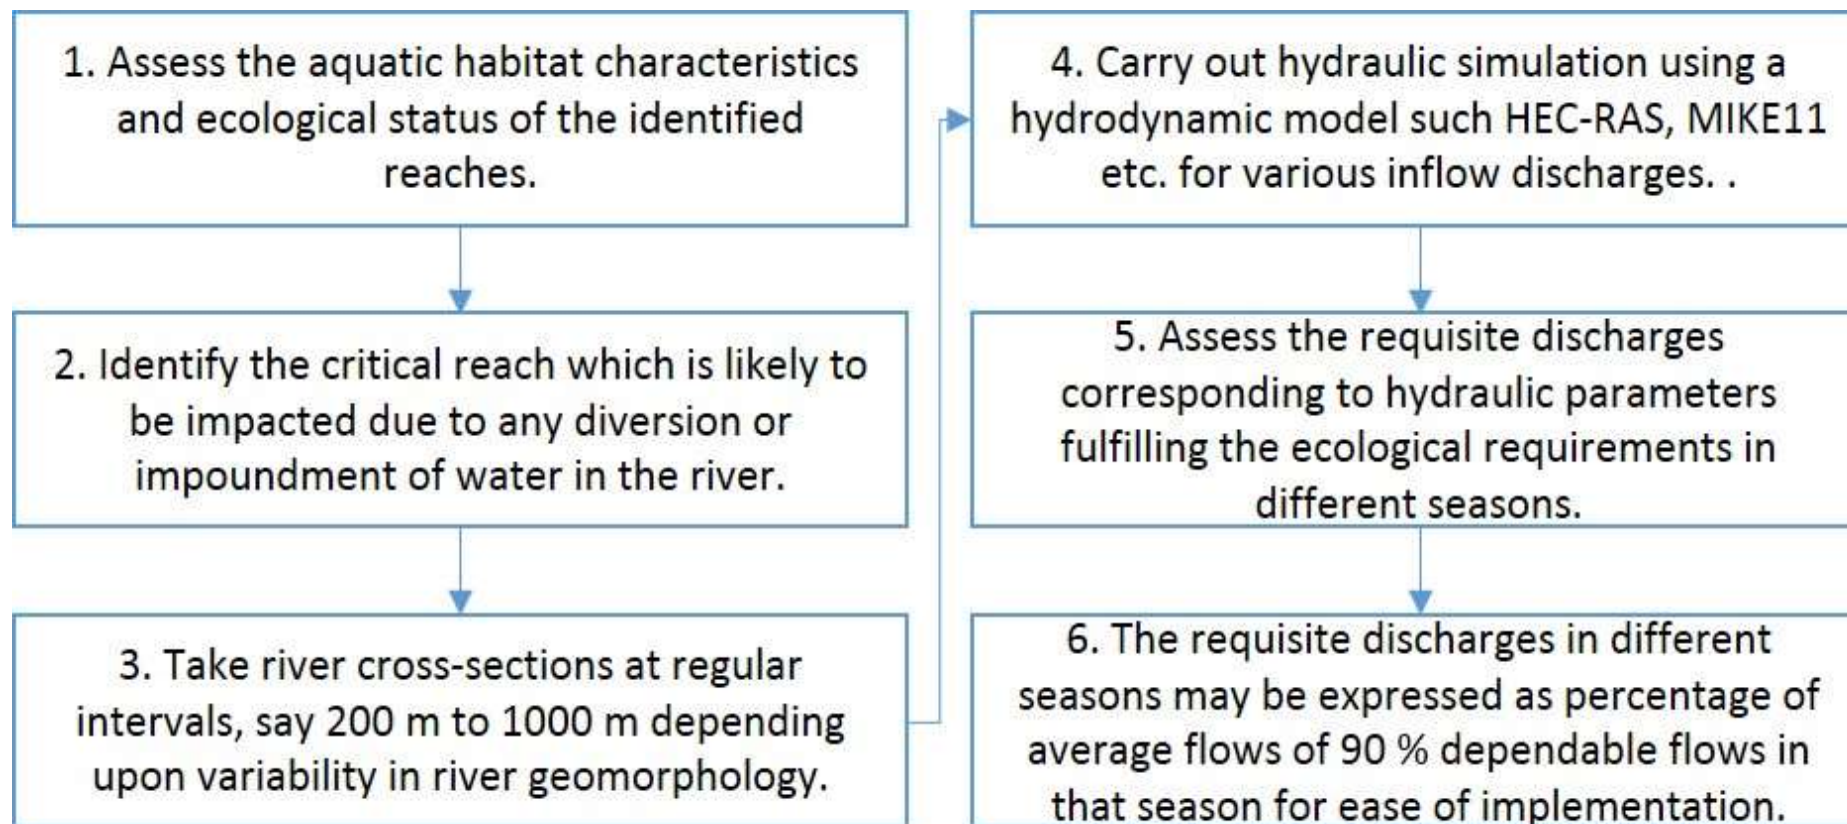 1. Assess the aquatic habitat characteristics
and ecological status of the identified
reaches.
2. Identify the critical reach which is likely to
be impacted due to any diversion or
impoundment of water in the river.
3. Take river cross-sections at regular
intervals, say 200 m to 1000 m depending
upon variability in river geomorphology.
4. Carry out hydraulic simulation using a
hydrodynamic model such HEC-RAS, MIKE11
etc. for various inflow discharges. .
5. Assess the requisite discharges
corresponding to hydraulic parameters
fulfilling the ecological requirements in
different seasons.
6. The requisite discharges in different
seasons may be expressed as percentage of
average flows of 90 % dependable flows in
that season for ease of implementation.